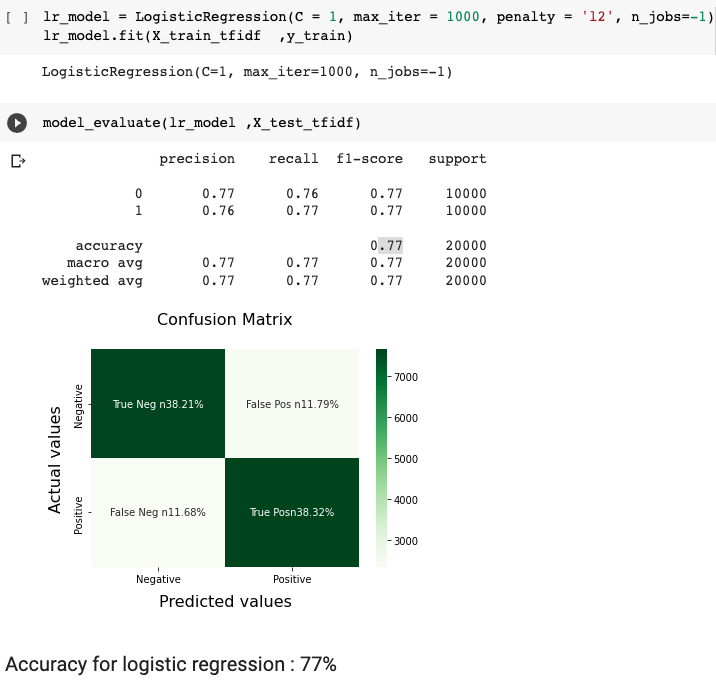 [ ] lr_model = LogisticRegression(C = 1, max_iter = 1000, penalty = 'l2', n_jobs=-1)
lr_model.fit(X_train_tfidf ,y_train)
LogisticRegression(C=1, max_iter=1000, n_jobs=-1)
model_evaluate(lr_model ,X_test_tfidf)
precision recall f1-score support
0 0.77 0.76 0.77 10000
1 0.76 0.77 0.77 10000
accuracy 0.77 20000
macro avg 0.77 0.77 0.77 20000
weighted avg 0.77 0.77 0.77 20000
Confusion Matrix
Actual values
Negative
Positive
True Neg n38.21% False Pos n11.79%
False Neg n11.68% True Posn38.32%
7000
6000
5000
4000
3000
Negative Positive
Predicted values
Accuracy for logistic regression : 77%